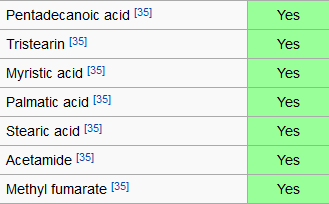 Pentadecanoic acid [35] Yes
Tristearin [35] Yes
Myristic acid [35] Yes
Palmatic acid [35] Yes
Stearic acid [35] Yes
Acetamide [35] Yes
Methyl fumarate [35] Yes